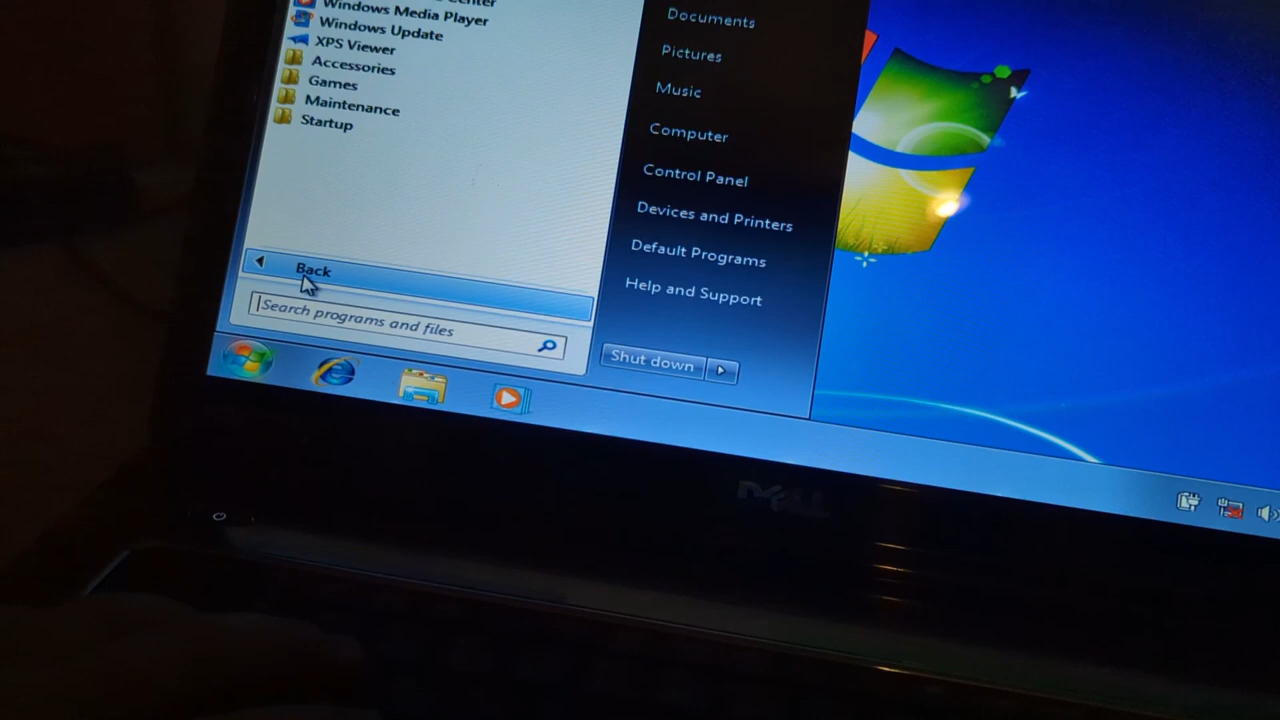 Windows Media Player
Windows Update
XPS Viewer
Accessories
Games
Maintenance
Startup
Back
Search programs and files
Documents
Pictures
Music
Computer
Control Panel
Devices and Printers
Default Programs
Help and Support
Shut down
DELL